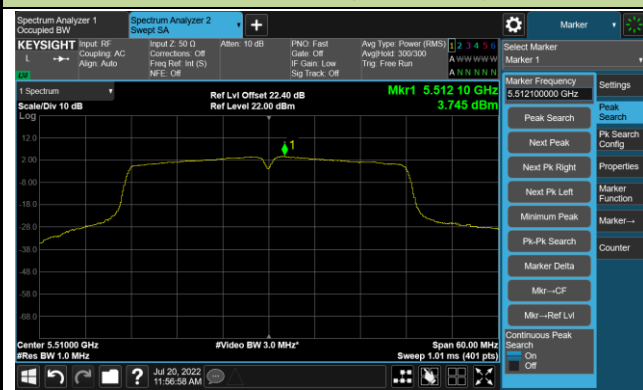 Spectrum Analyzer 1
Occupied BW
Spectrum Analyzer 2
Swept SA
Marker
KEYSIGHT
L
Input: RF
Coupling: AC
Align: Auto
Input Z: 50 Ω
Corrections: Off
Freq Ref: Int (S)
NFE: Off
Atten: 10 dB
PNO: Fast
Gate: Off
IF Gain: Low
Sig Track: Off
Avg Type: Power (RMS)
Avg|Hold: 300/300
Trig: Free Run
1 2 3 4 5 6
A W W W W W
A N N N N N
1 Spectrum
Scale/Div 10 dB
Log
Ref Lvl Offset 22.40 dB
Ref Level 22.00 dBm
Mkr1 5.512 10 GHz
3.745 dBm
1
12.0
2.00
-8.00
-18.0
-28.0
-38.0
-48.0
-58.0
-68.0
Center 5.51000 GHz
#Res BW 1.0 MHz
#Video BW 3.0 MHz*
Span 60.00 MHz
Sweep 1.01 ms (401 pts)
Select Marker
Marker 1
Marker Frequency
5.512100000 GHz
Peak Search
Next Peak
Next Pk Right
Next Pk Left
Minimum Peak
Pk-Pk Search
Marker Delta
Mkr→CF
Mkr→Ref Lvl
Continuous Peak
Search
On
Off
Settings
Peak
Search
Pk Search
Config
Properties
Marker
Function
Marker→
Counter
?
Jul 20, 2022
11:56:58 AM